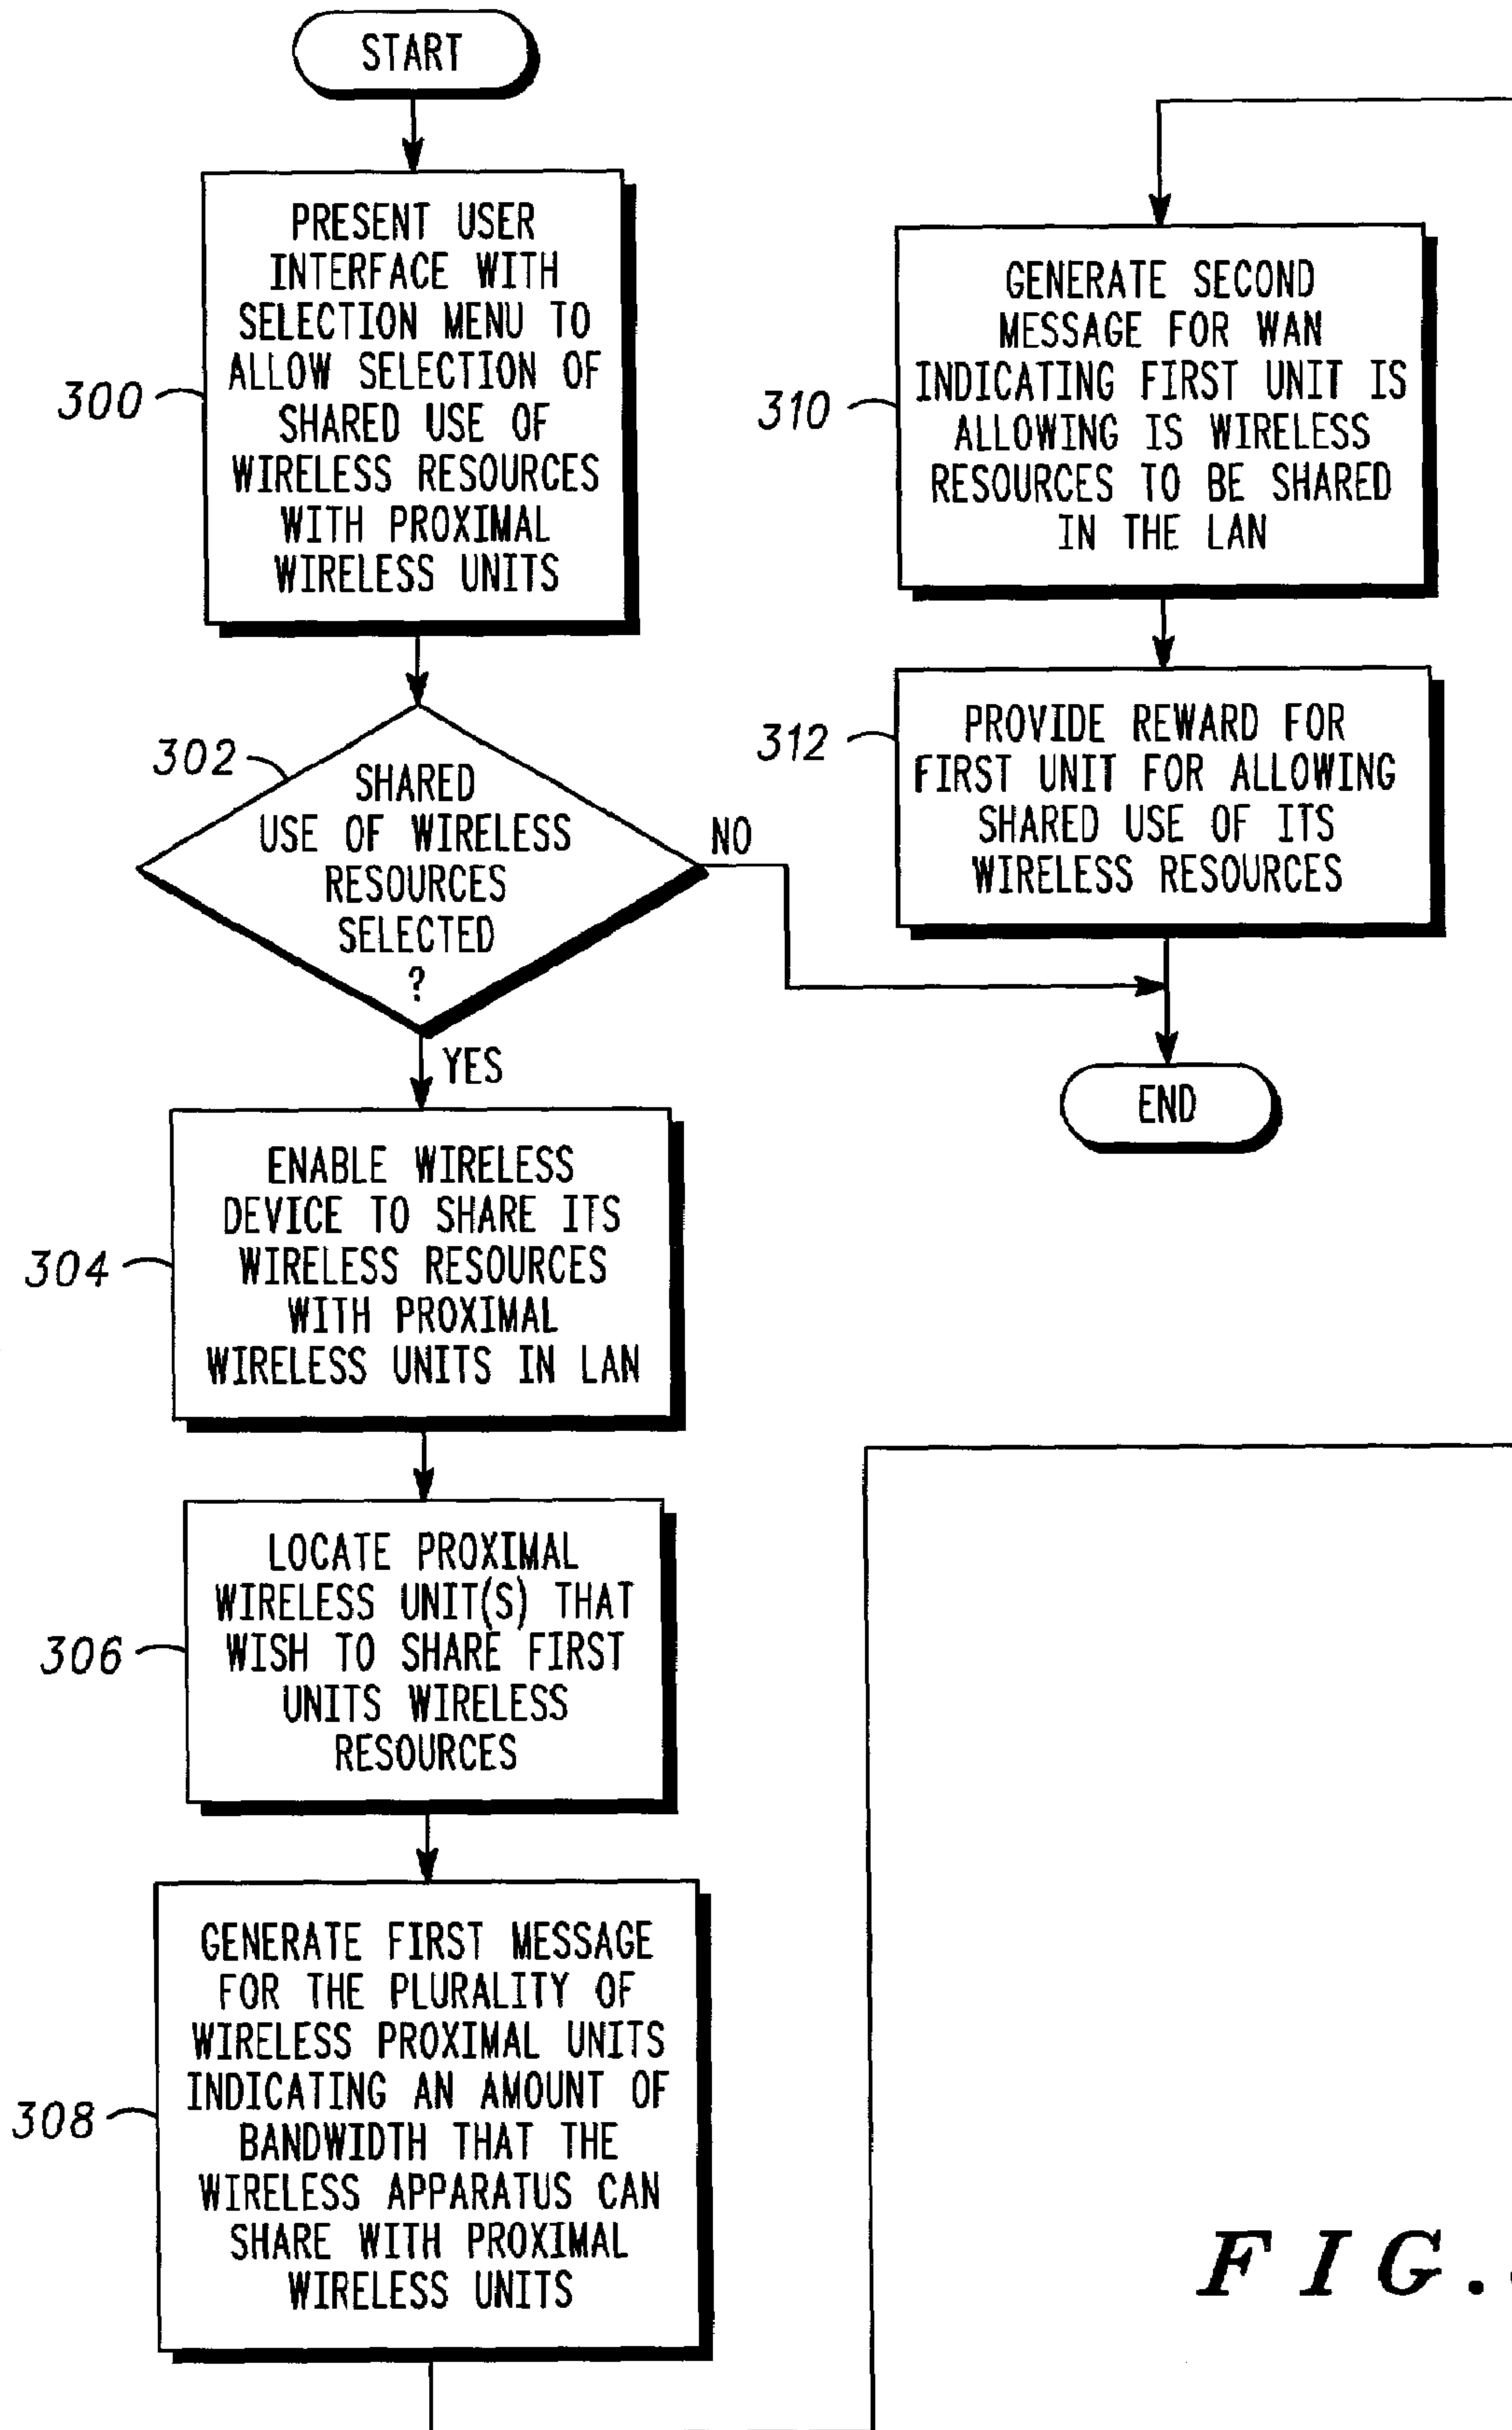 START
PRESENT USER
INTERFACE WITH
SELECTION MENU TO
ALLOW SELECTION OF
SHARED USE OF
WIRELESS RESOURCES
WITH PROXIMAL
WIRELESS UNITS
300
302
SHARED
USE OF WIRELESS
RESOURCES
SELECTED
?
NO
YES
304
ENABLE WIRELESS
DEVICE TO SHARE ITS
WIRELESS RESOURCES
WITH PROXIMAL
WIRELESS UNITS IN LAN
306
LOCATE PROXIMAL
WIRELESS UNIT(S) THAT
WISH TO SHARE FIRST
UNITS WIRELESS
RESOURCES
308
GENERATE FIRST MESSAGE
FOR THE PLURALITY OF
WIRELESS PROXIMAL UNITS
INDICATING AN AMOUNT OF
BANDWIDTH THAT THE
WIRELESS APPARATUS CAN
SHARE WITH PROXIMAL
WIRELESS UNITS
310
GENERATE SECOND
MESSAGE FOR WAN
INDICATING FIRST UNIT IS
ALLOWING IS WIRELESS
RESOURCES TO BE SHARED
IN THE LAN
312
PROVIDE REWARD FOR
FIRST UNIT FOR ALLOWING
SHARED USE OF ITS
WIRELESS RESOURCES
END
FIG.